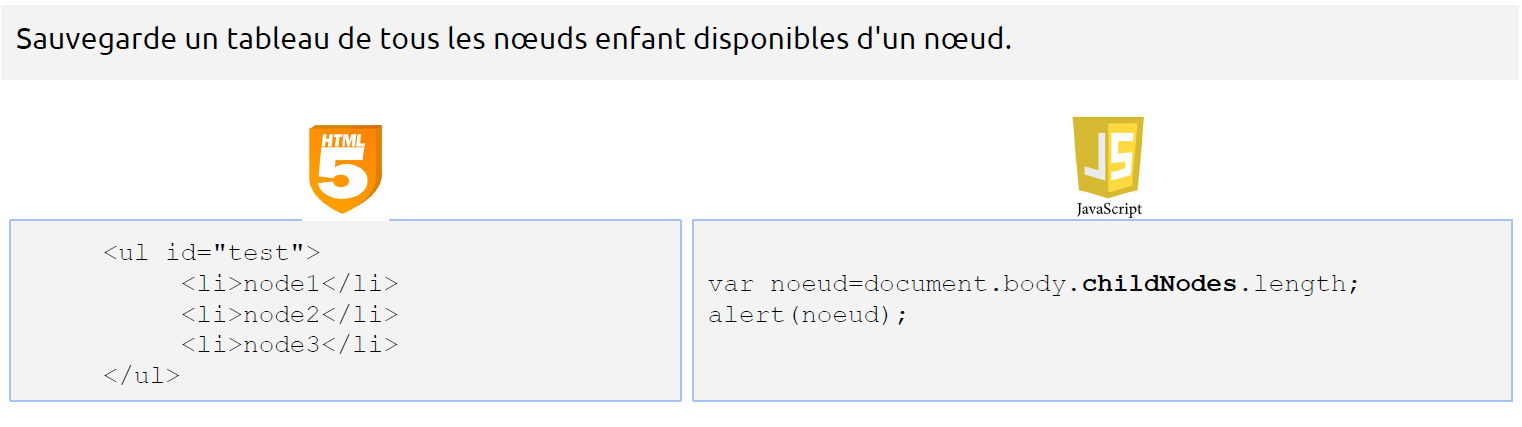 Sauvegarde un tableau de tous les nœuds enfant disponibles d'un nœud.
HTML
5
JS
JavaScript
<ul id="test">
<li>node1</li>
<li>node2</li>
<li>node3</li>
</ul>
var noeud=document.body.childNodes.length;
alert(noeud);